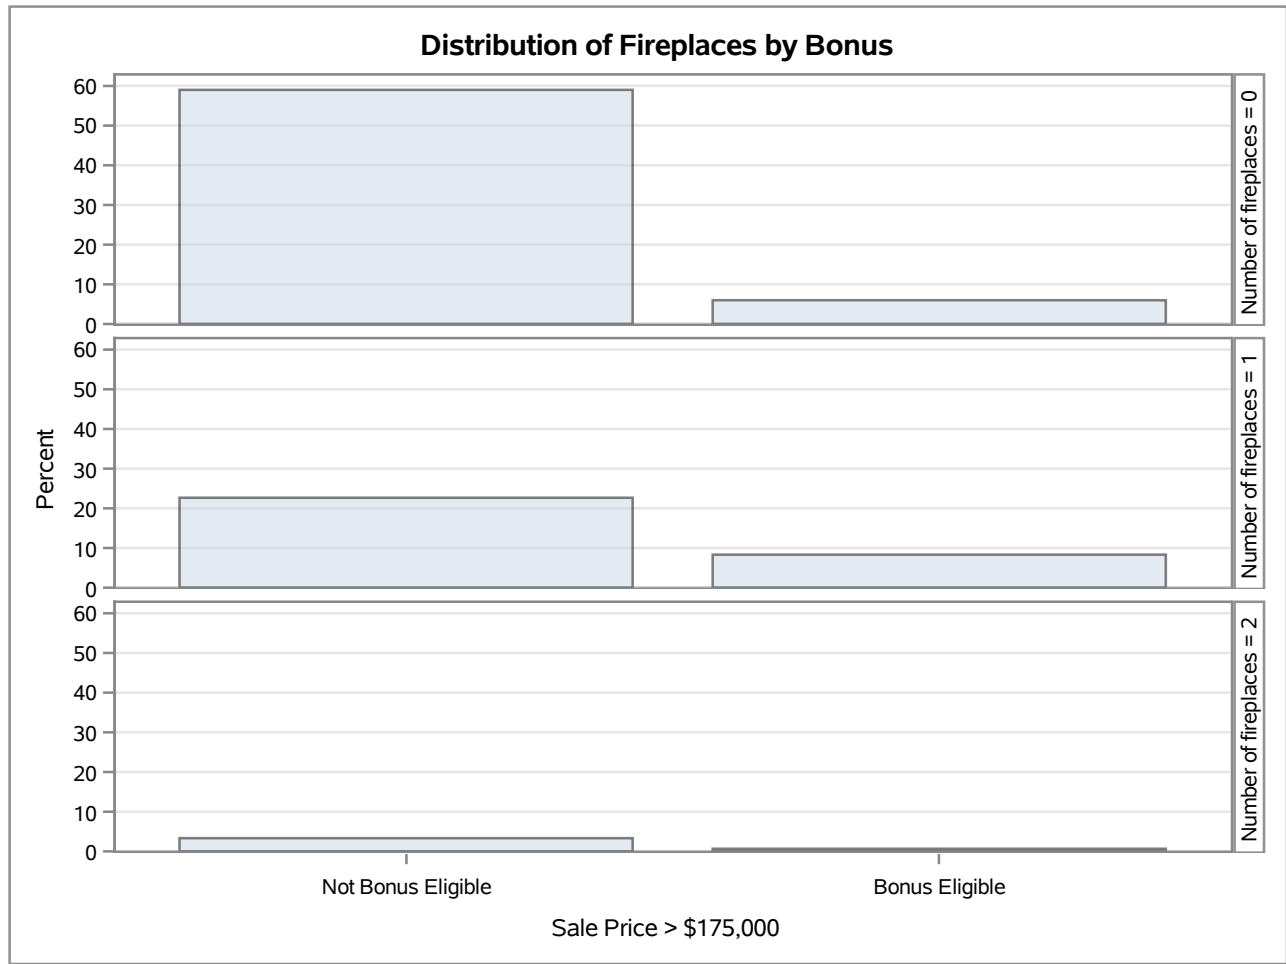 Distribution of Fireplaces by Bonus
60
50
40
30
20
10
0
Number of fireplaces = 0
60
50
40
30
20
10
0
Number of fireplaces = 1
Percent
60
50
40
30
20
10
0
Number of fireplaces = 2
Not Bonus Eligible
Bonus Eligible
Sale Price > $175,000